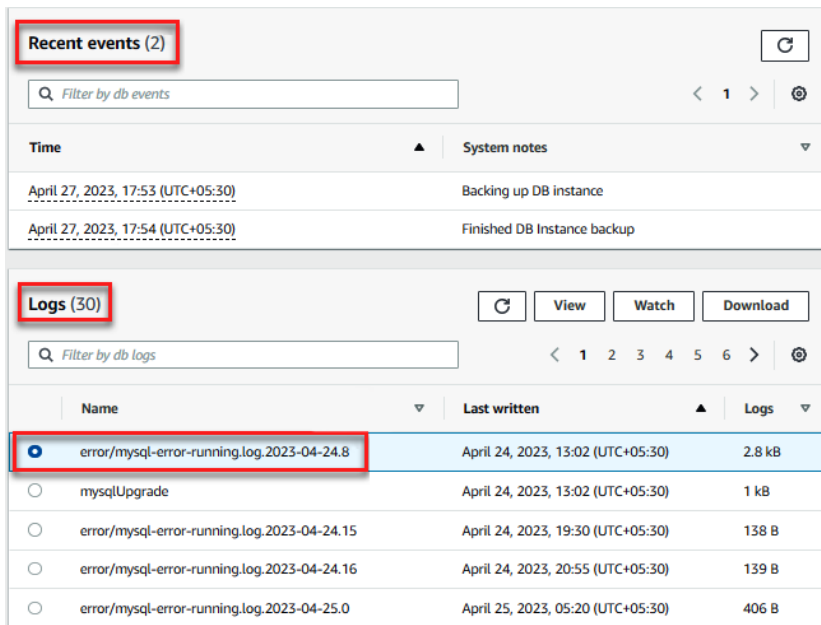 Recent events (2)
Filter by db events
1
Time System notes
April 27, 2023, 17:53 (UTC+05:30) Backing up DB instance
April 27, 2023, 17:54 (UTC+05:30) Finished DB Instance backup
Logs (30)
View Watch Download
Filter by db logs
1 2 3 4 5 6
Name Last written Logs
error/mysql-error-running.log.2023-04-24.8 April 24, 2023, 13:02 (UTC+05:30) 2.8 kB
mysqlUpgrade April 24, 2023, 13:02 (UTC+05:30) 1 kB
error/mysql-error-running.log.2023-04-24.15 April 24, 2023, 19:30 (UTC+05:30) 138 B
error/mysql-error-running.log.2023-04-24.16 April 24, 2023, 20:55 (UTC+05:30) 139 B
error/mysql-error-running.log.2023-04-25.0 April 25, 2023, 05:20 (UTC+05:30) 406 B